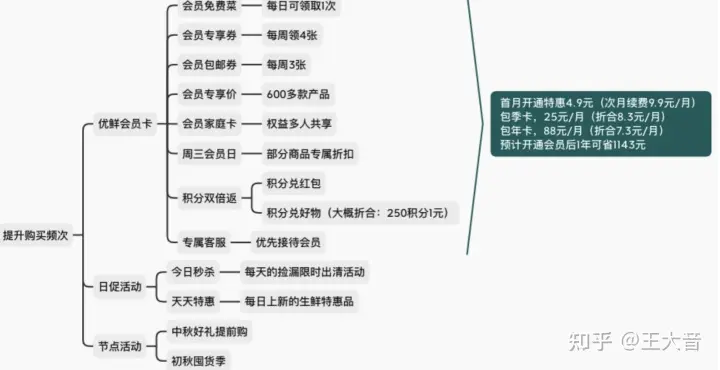 会员免费菜
每日可领取1次
会员专享券
每周领4张
会员包邮券
每周3张
会员专享价
600多款产品
优鲜会员卡
会员家庭卡
权益多人共享
周三会员日
部分商品专属折扣
积分双倍返
积分兑红包
积分兑好物（大概折合：250积分1元）
专属客服
优先接待会员
首月开通特惠4.9元（次月续费9.9元/月）
包季卡，25元/月（折合8.3元/月）
包年卡，88元/月（折合7.3元/月）
预计开通会员后1年可省1143元
提升购买频次
日促活动
今日秒杀
每天的捡漏限时出清活动
天天特惠
每日上新的生鲜特惠品
节点活动
中秋好礼提前购
初秋囤货季
知乎 @王大音